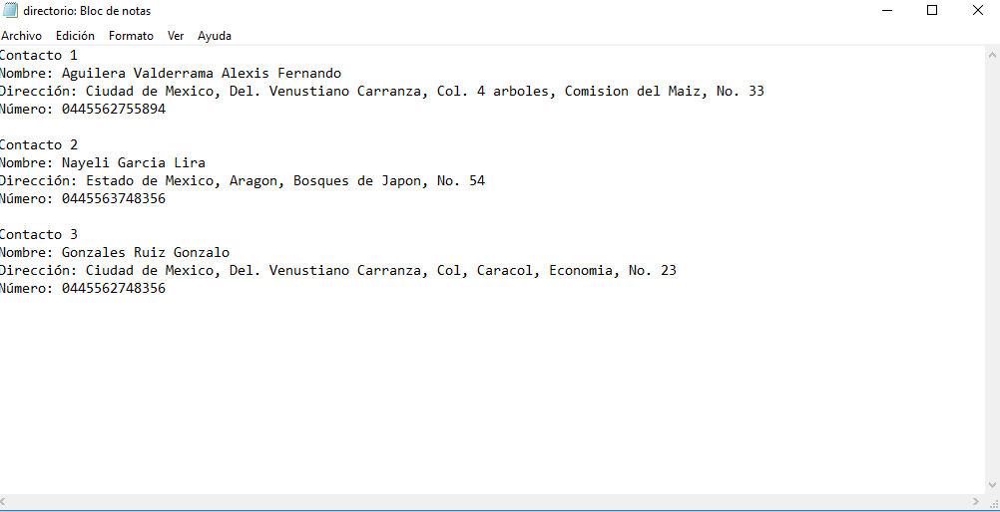 directorio: Bloc de notas
Archivo Edición Formato Ver Ayuda
Contacto 1
Nombre: Aguilera Valderrama Alexis Fernando
Dirección: Ciudad de Mexico, Del. Venustiano Carranza, Col. 4 arboles, Comision del Maiz, No. 33
Número: 0445562755894
Contacto 2
Nombre: Nayeli Garcia Lira
Dirección: Estado de Mexico, Aragon, Bosques de Japon, No. 54
Número: 0445563748356
Contacto 3
Nombre: Gonzales Ruiz Gonzalo
Dirección: Ciudad de Mexico, Del. Venustiano Carranza, Col, Caracol, Economia, No. 23
Número: 0445562748356